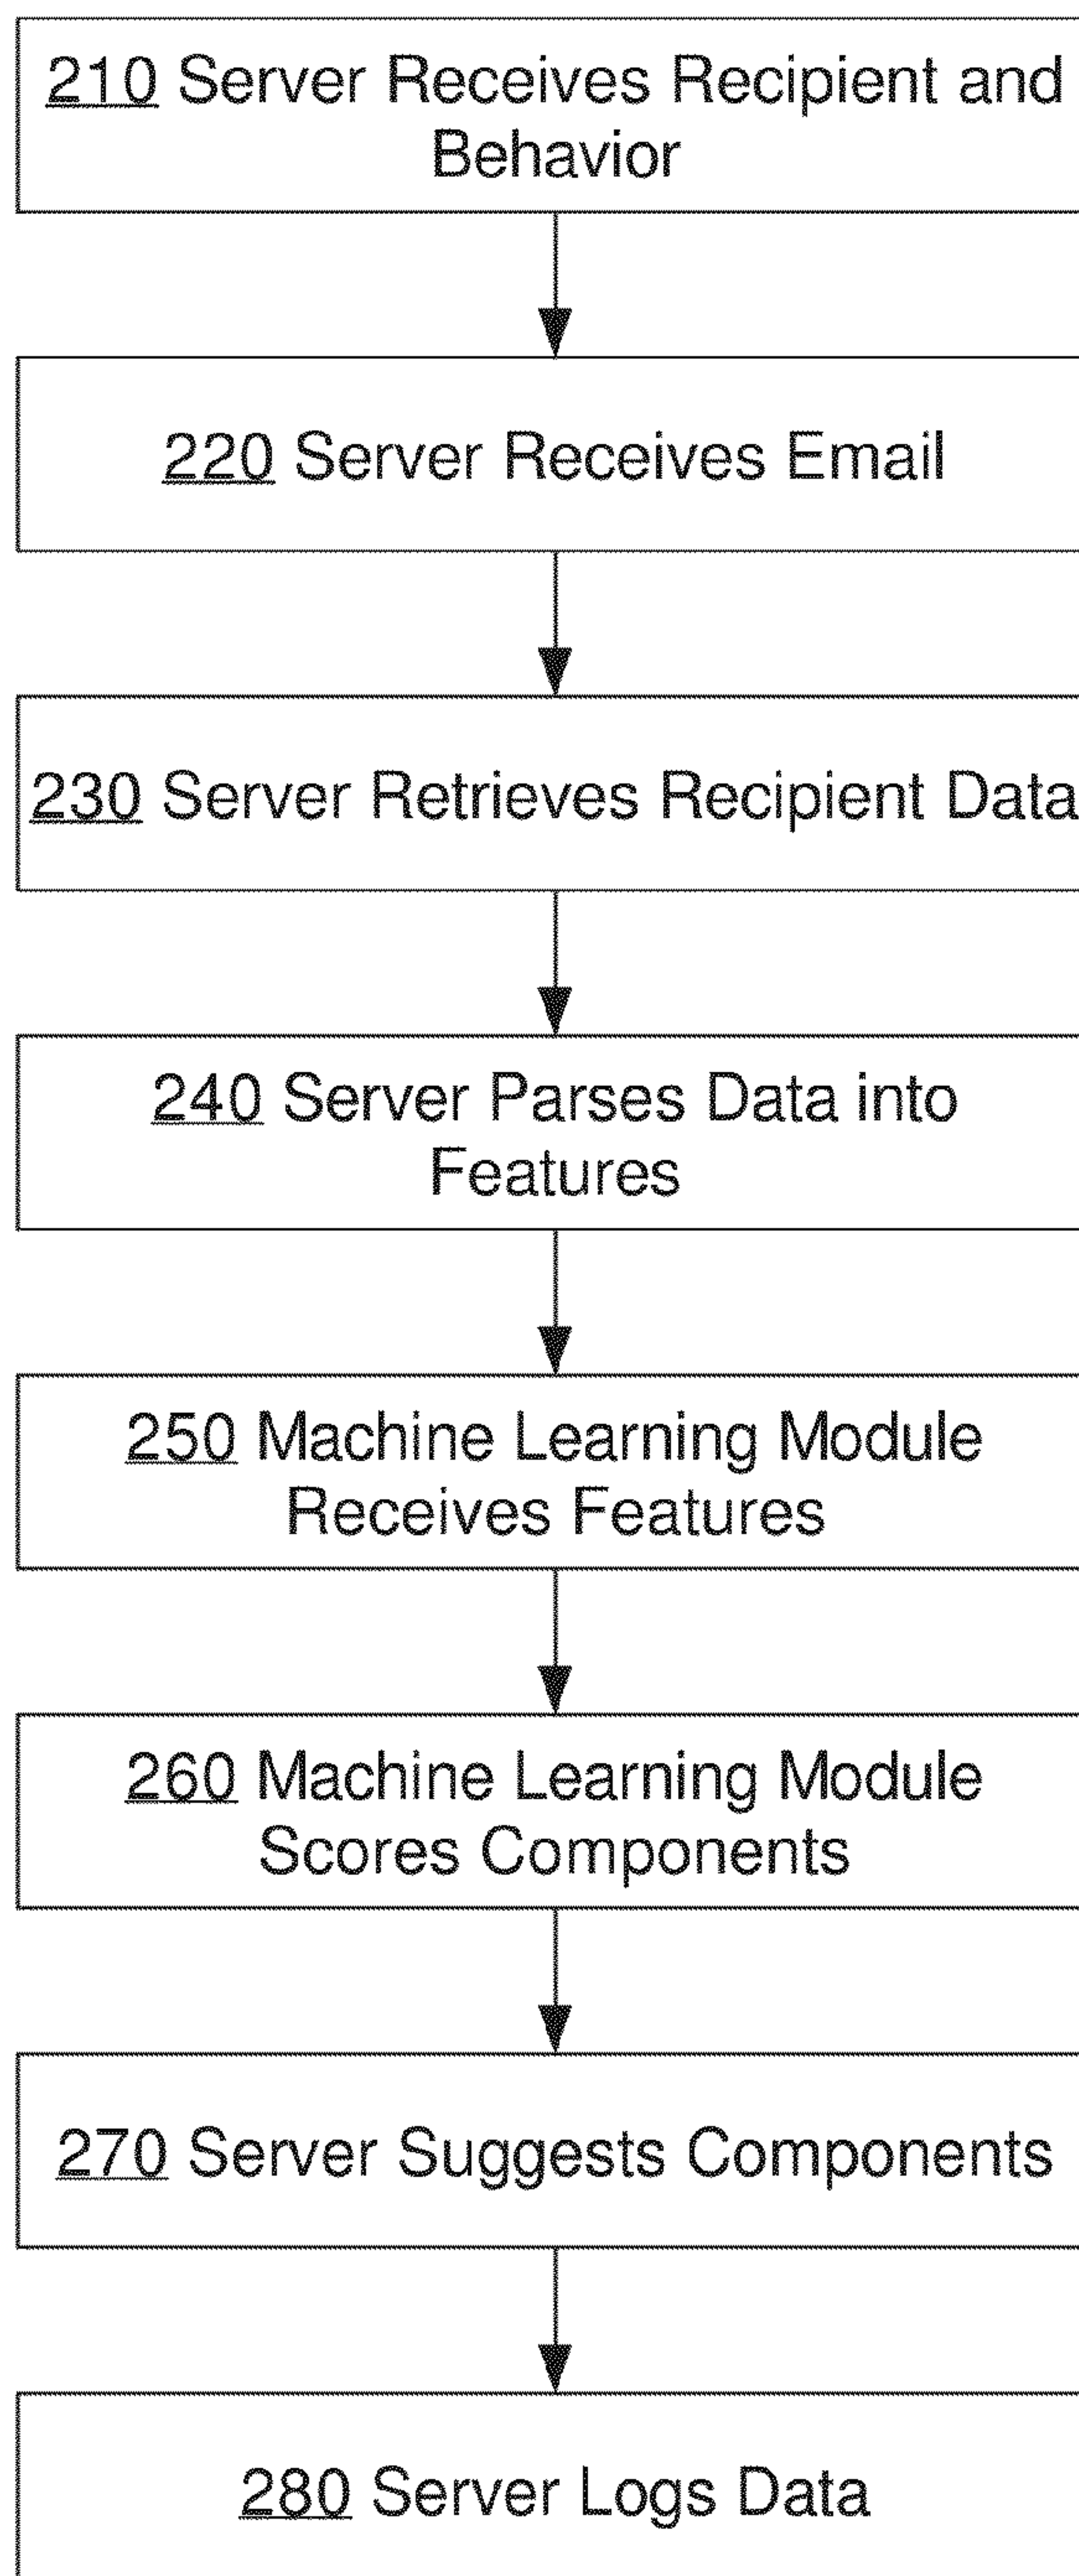 210 Server Receives Recipient and
Behavior
220 Server Receives Email
230 Server Retrieves Recipient Data
240 Server Parses Data into
Features
250 Machine Learning Module
Receives Features
260 Machine Learning Module
Scores Components
270 Server Suggests Components
280 Server Logs Data